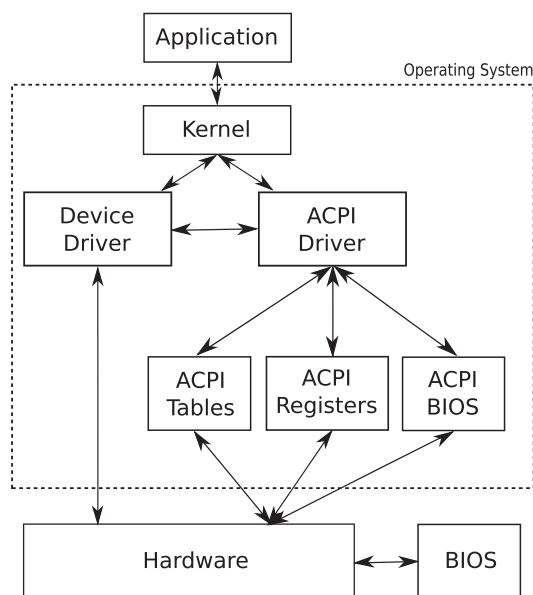 Application
Operating System
Kernel
Device
Driver
ACPI
Driver
ACPI
Tables
ACPI
Registers
ACPI
BIOS
Hardware
BIOS